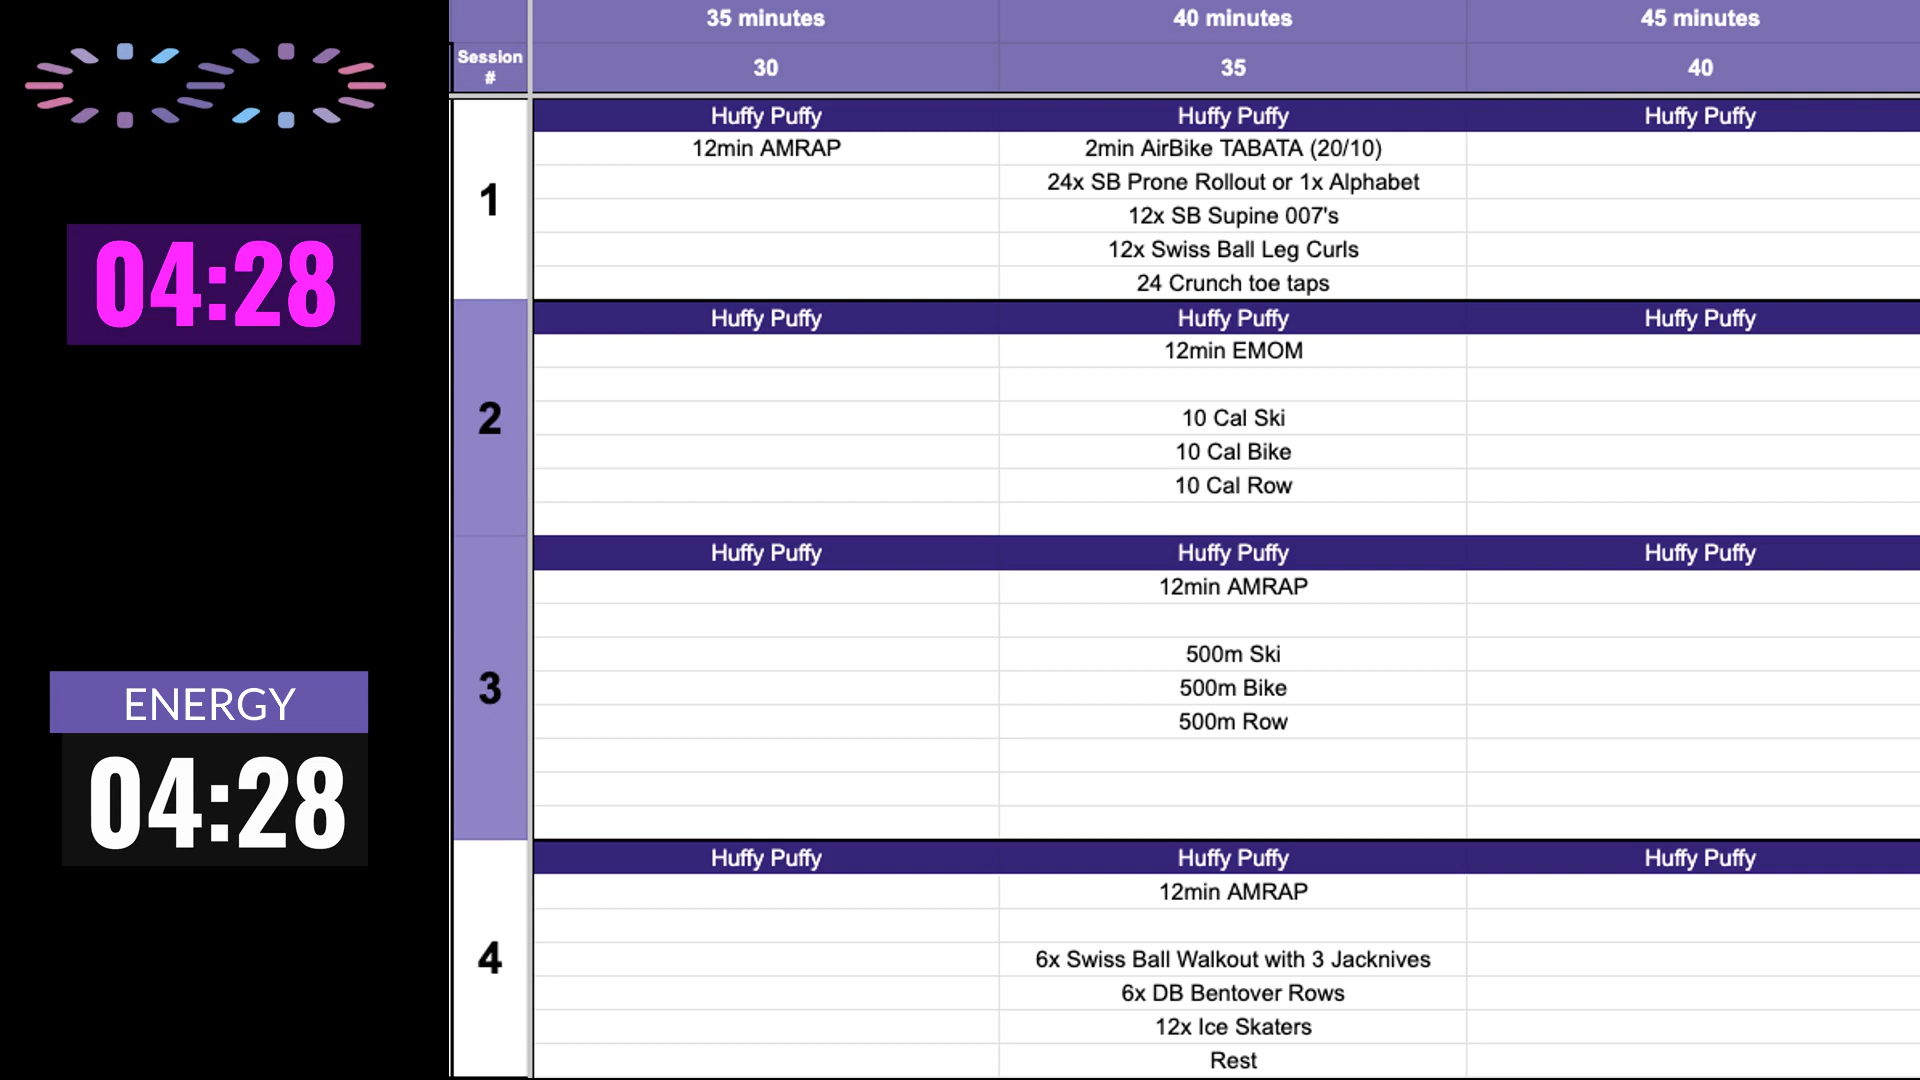 04:28
ENERGY
04:28
35 minutes 40 minutes 45 minutes
Session
#
30 35 40
1
Huffy Puffy Huffy Puffy Huffy Puffy
12min AMRAP 2min AirBike TABATA (20/10)
24x SB Prone Rollout or 1x Alphabet
12x SB Supine 007's
12x Swiss Ball Leg Curls
24 Crunch toe taps
2
Huffy Puffy Huffy Puffy Huffy Puffy
12min EMOM
10 Cal Ski
10 Cal Bike
10 Cal Row
3
Huffy Puffy Huffy Puffy Huffy Puffy
12min AMRAP
500m Ski
500m Bike
500m Row
4
Huffy Puffy Huffy Puffy Huffy Puffy
12min AMRAP
6x Swiss Ball Walkout with 3 Jacknives
6x DB Bentover Rows
12x Ice Skaters
Rest